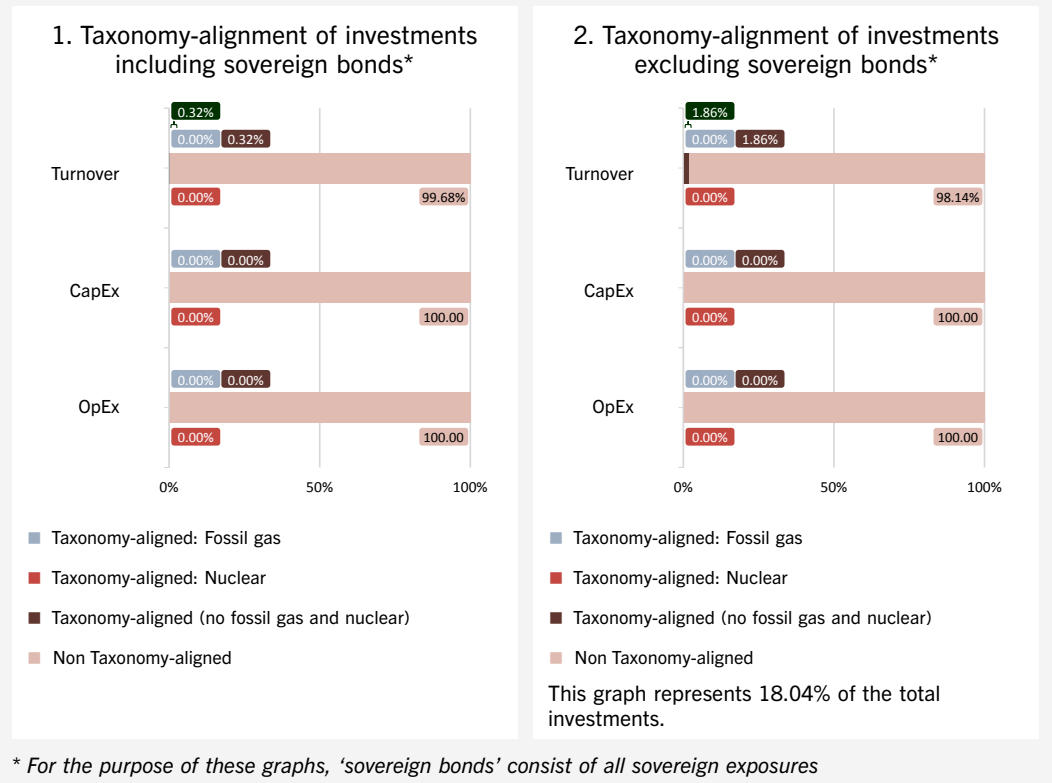 1. Taxonomy-alignment of investments
including sovereign bonds*
0.32%
0.00% 0.32%
Turnover
0.00% 99.68%
0.00% 0.00%
CapEx
0.00% 100.00
0.00% 0.00%
OpEx
0.00% 100.00
0% 50% 100%
Taxonomy-aligned: Fossil gas
Taxonomy-aligned: Nuclear
Taxonomy-aligned (no fossil gas and nuclear)
Non Taxonomy-aligned
2. Taxonomy-alignment of investments
excluding sovereign bonds*
1.86%
0.00% 1.86%
Turnover
0.00% 98.14%
0.00% 0.00%
CapEx
0.00% 100.00
0.00% 0.00%
OpEx
0.00% 100.00
0% 50% 100%
Taxonomy-aligned: Fossil gas
Taxonomy-aligned: Nuclear
Taxonomy-aligned (no fossil gas and nuclear)
Non Taxonomy-aligned
This graph represents 18.04% of the total
investments.
* For the purpose of these graphs, ‘sovereign bonds’ consist of all sovereign exposures